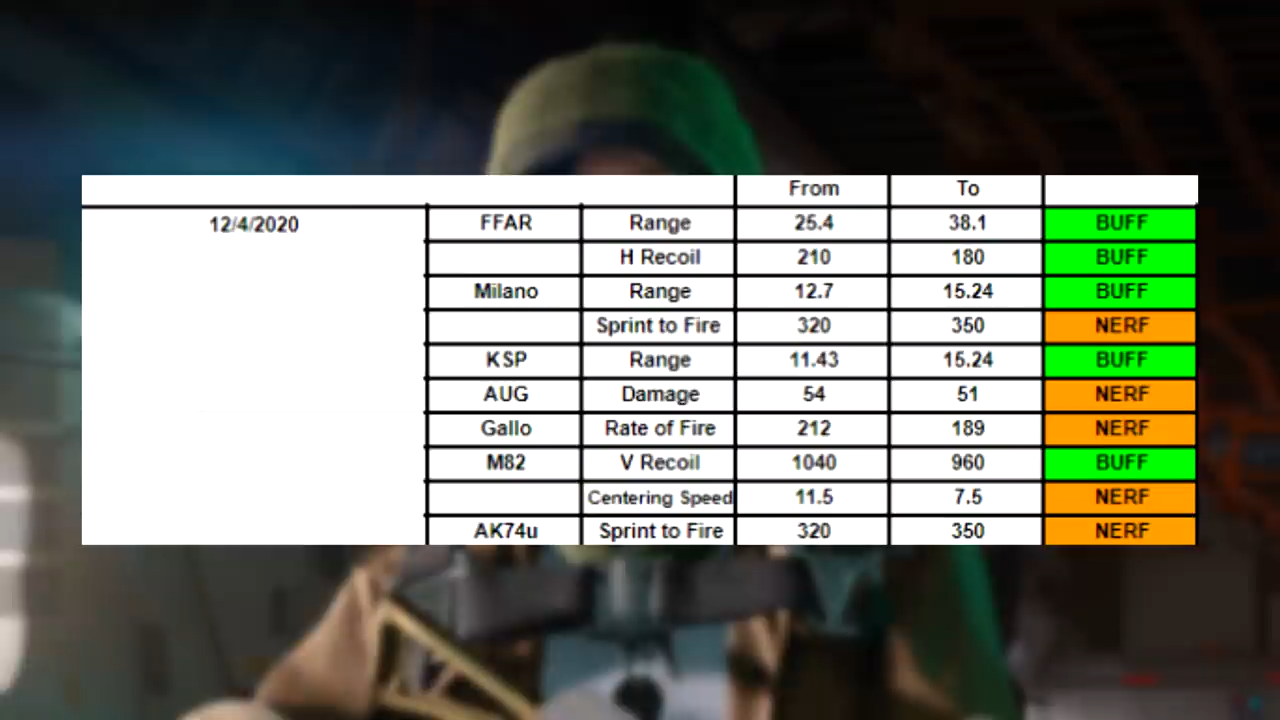 From To
12/4/2020 FFAR Range 25.4 38.1 BUFF
H Recoil 210 180 BUFF
Milano Range 12.7 15.24 BUFF
Sprint to Fire 320 350 NERF
KSP Range 11.43 15.24 BUFF
AUG Damage 54 51 NERF
Gallo Rate of Fire 212 189 NERF
M82 V Recoil 1040 960 BUFF
Centering Speed 11.5 7.5 NERF
AK74u Sprint to Fire 320 350 NERF